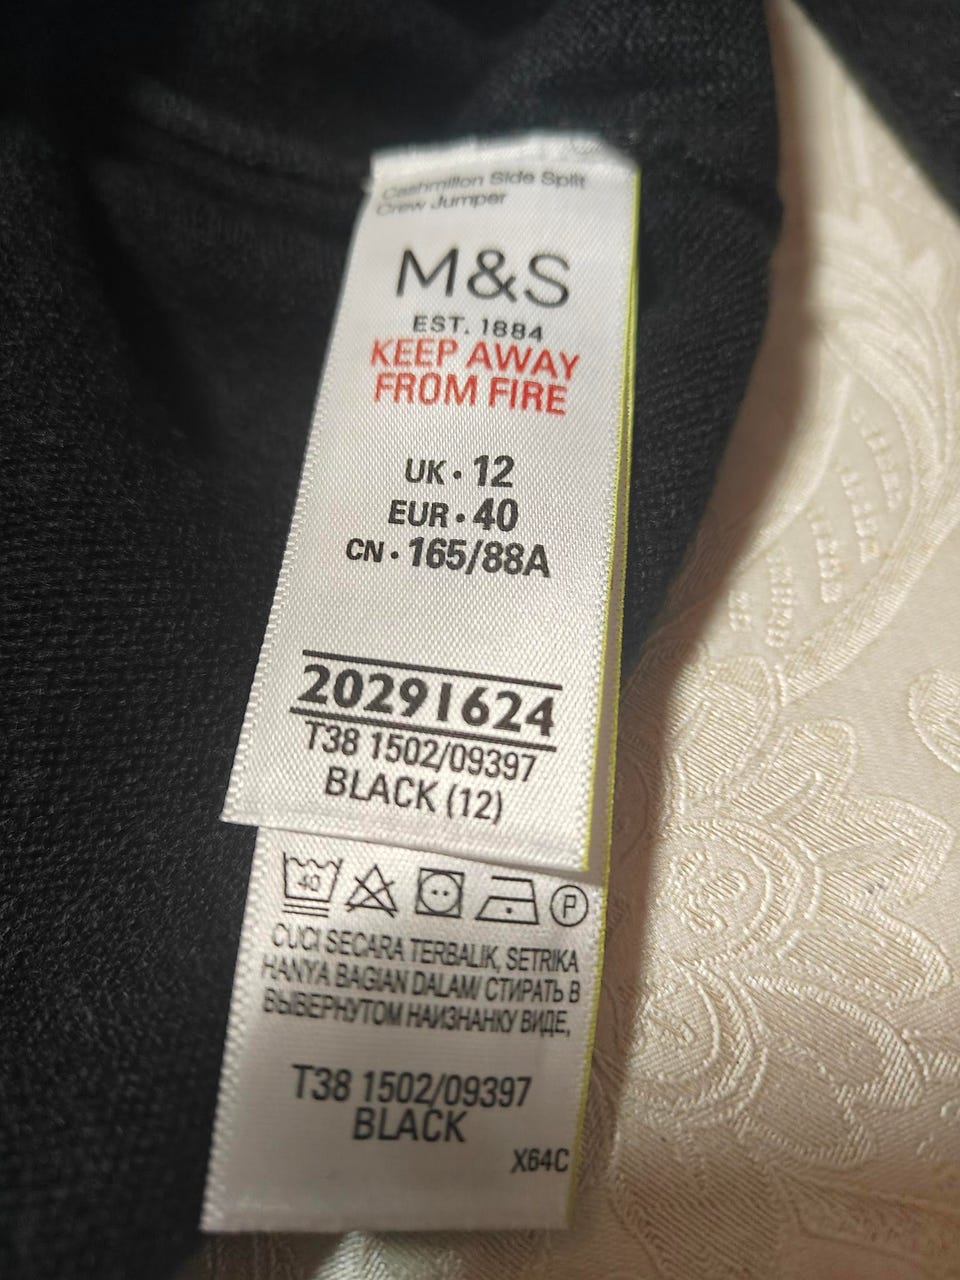 Cashmilon Side Split
Crew Jumper
M&S
EST. 1884
KEEP AWAY
FROM FIRE
UK • 12
EUR • 40
CN • 165/88A
20291624
T38 1502/09397
BLACK (12)
40
P
CUCI SECARA TERBALIK, SETRIKA
HANYA BAGIAN DALAM/ СТИРАТЬ В
ВЫВЕРНУТОМ НАИЗНАНКУ ВИДЕ,
T38 1502/09397
BLACK
X64C